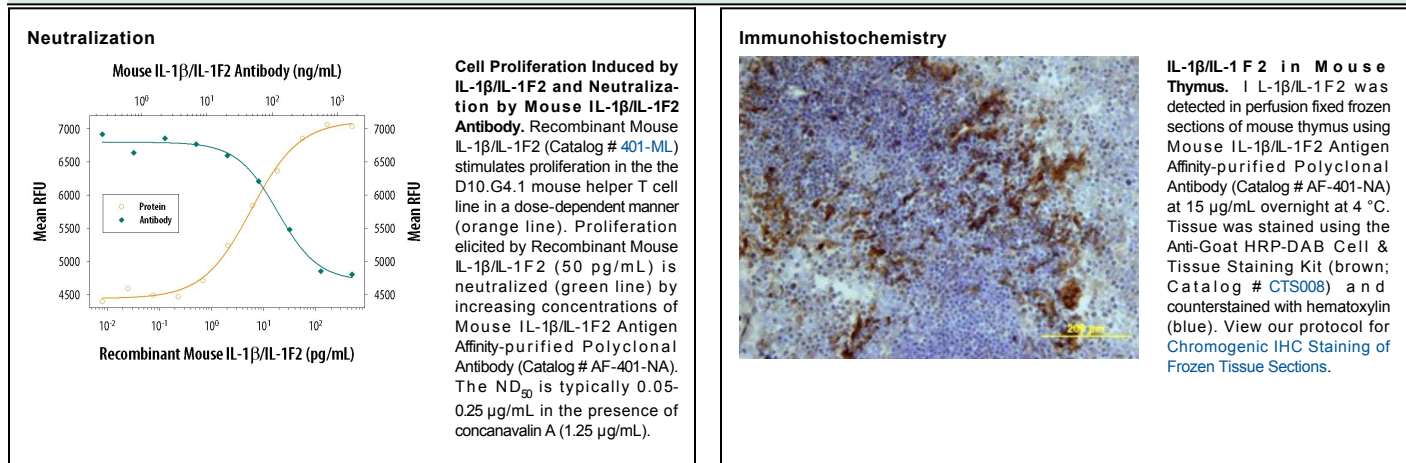 Neutralization
Mouse IL-1β/IL-1F2 Antibody (ng/mL)
10⁰ 10¹ 10² 10³
7000 7000
6500 6500
6000 6000
5500 5500
5000 5000
4500 4500
Mean RFU
Mean RFU
Protein
Antibody
10⁻² 10⁻¹ 10⁰ 10¹ 10²
Recombinant Mouse IL-1β/IL-1F2 (pg/mL)
Cell Proliferation Induced by
IL-1β/IL-1F2 and Neutraliza-
tion by Mouse IL-1β/IL-1F2
Antibody. Recombinant Mouse
IL-1β/IL-1F2 (Catalog # 401-ML)
stimulates proliferation in the the
D10.G4.1 mouse helper T cell
line in a dose-dependent manner
(orange line). Proliferation
elicited by Recombinant Mouse
IL-1β/IL-1F2 (50 pg/mL) is
neutralized (green line) by
increasing concentrations of
Mouse IL-1β/IL-1F2 Antigen
Affinity-purified Polyclonal
Antibody (Catalog # AF-401-NA).
The ND₅₀ is typically 0.05-
0.25 µg/mL in the presence of
concanavalin A (1.25 µg/mL).
Immunohistochemistry
200 µm
IL-1β/IL-1F2 in Mouse
Thymus. I L-1β/IL-1F2 was
detected in perfusion fixed frozen
sections of mouse thymus using
Mouse IL-1β/IL-1F2 Antigen
Affinity-purified Polyclonal
Antibody (Catalog # AF-401-NA)
at 15 µg/mL overnight at 4 °C.
Tissue was stained using the
Anti-Goat HRP-DAB Cell &
Tissue Staining Kit (brown;
Catalog # CTS008) and
counterstained with hematoxylin
(blue). View our protocol for
Chromogenic IHC Staining of
Frozen Tissue Sections.